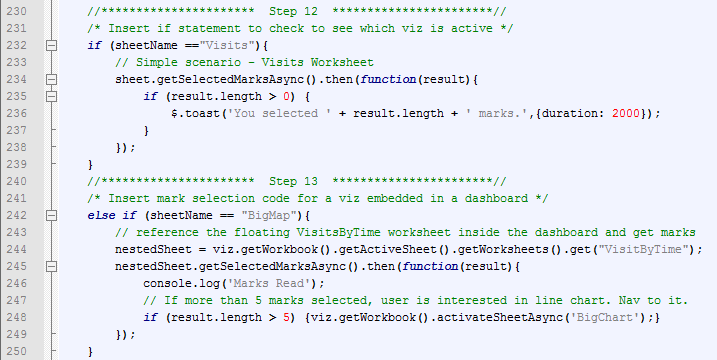 230 //********************** Step 12 ***********************//
231 /* Insert if statement to check to see which viz is active */
232 if (sheetName =="Visits"){
233 // Simple scenario - Visits Worksheet
234 sheet.getSelectedMarksAsync().then(function(result){
235 if (result.length > 0) {
236 $.toast('You selected ' + result.length + ' marks.',{duration: 2000});
237 }
238 });
239 }
240 //********************** Step 13 ***********************//
241 /* Insert mark selection code for a viz embedded in a dashboard */
242 else if (sheetName == "BigMap"){
243 // reference the floating VisitsByTime worksheet inside the dashboard and get marks
244 nestedSheet = viz.getWorkbook().getActiveSheet().getWorksheets().get("VisitByTime");
245 nestedSheet.getSelectedMarksAsync().then(function(result){
246 console.log('Marks Read');
247 // If more than 5 marks selected, user is interested in line chart. Nav to it.
248 if (result.length > 5) {viz.getWorkbook().activateSheetAsync('BigChart');}
249 });
250 }